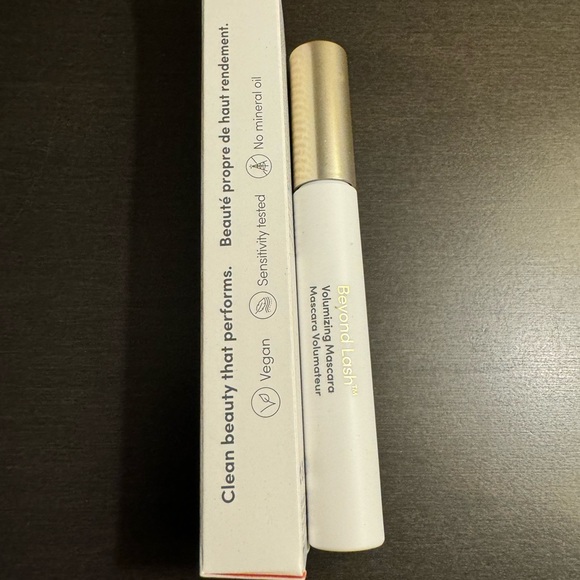 Clean beauty that performs. Beauté propre de haut rendement.
Vegan Sensitivity tested No mineral oil
Beyond Lash™
Volumizing Mascara
Mascara Volumateur